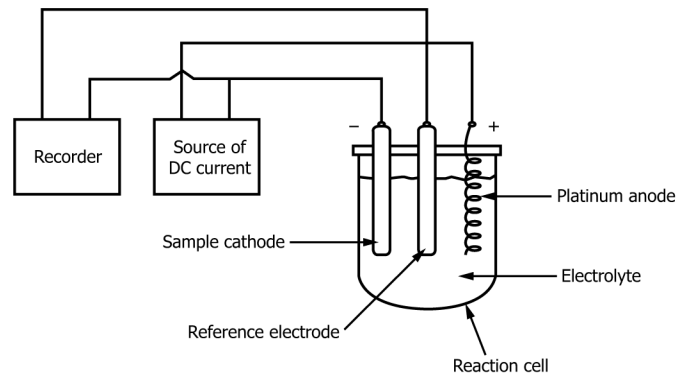 Recorder
Source of
DC current
−
+
Platinum anode
Sample cathode
Electrolyte
Reference electrode
Reaction cell